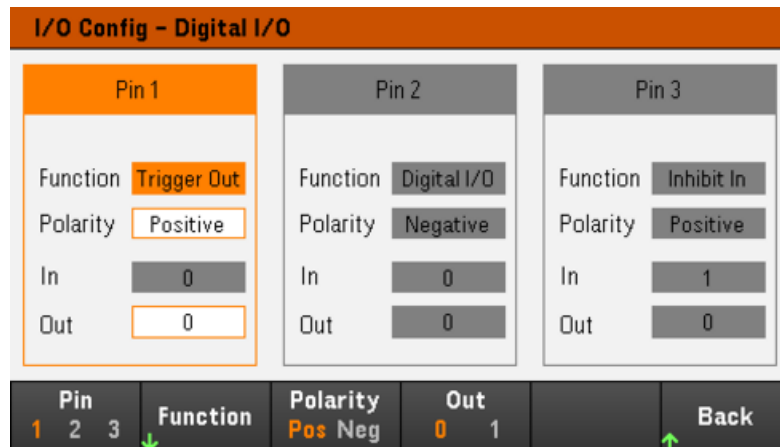 I/O Config – Digital I/O
Pin 1 Pin 2 Pin 3
Function Trigger Out Function Digital I/O Function Inhibit In
Polarity Positive Polarity Negative Polarity Positive
In 0 In 0 In 1
Out 0 Out 0 Out 0
Pin Function Polarity Out Back
1 2 3 Pos Neg 0 1